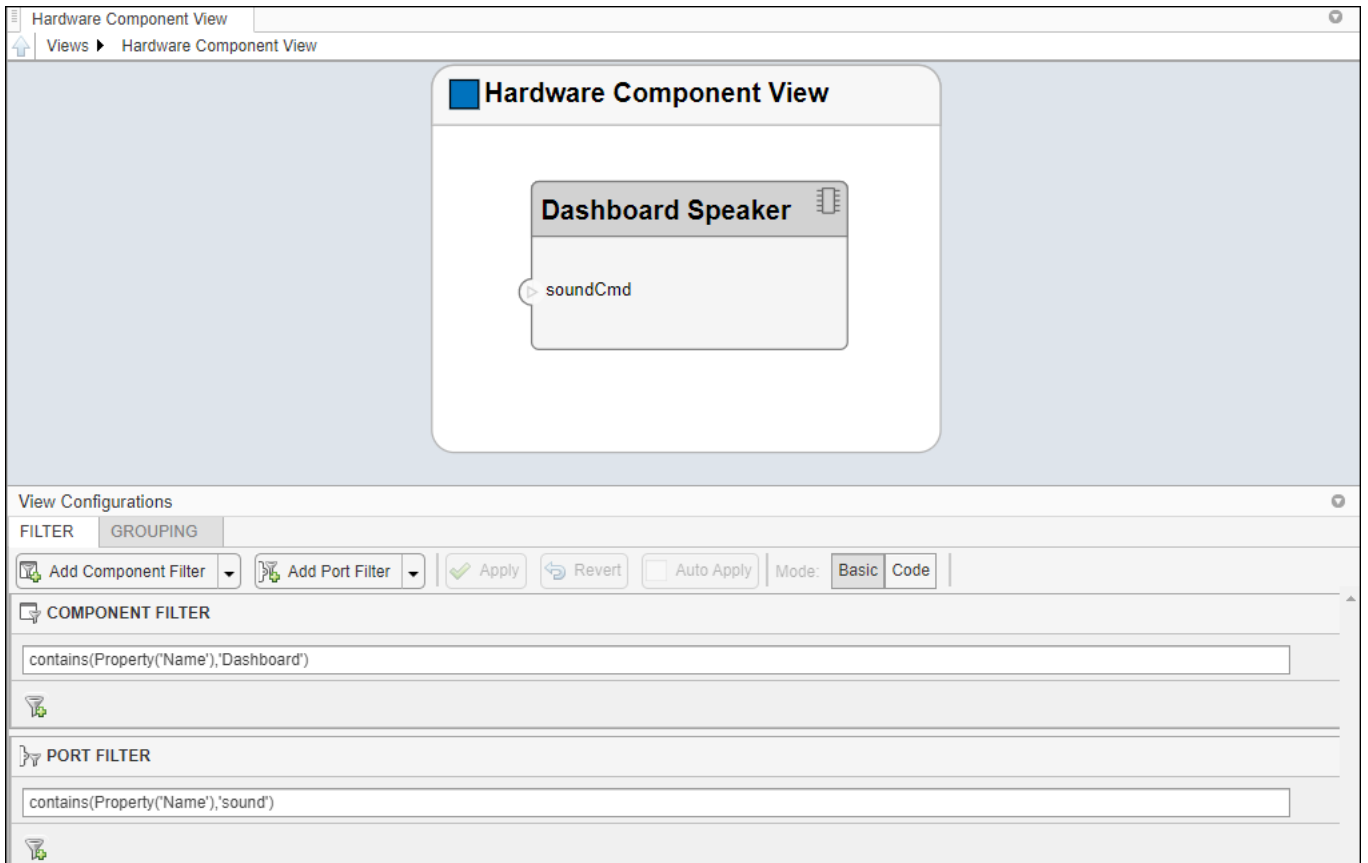 Hardware Component View
Views Hardware Component View
Hardware Component View
Dashboard Speaker
soundCmd
View Configurations
FILTER GROUPING
Add Component Filter Add Port Filter Apply Revert Auto Apply Mode: Basic Code
COMPONENT FILTER
contains(Property('Name'),'Dashboard')
PORT FILTER
contains(Property('Name'),'sound')